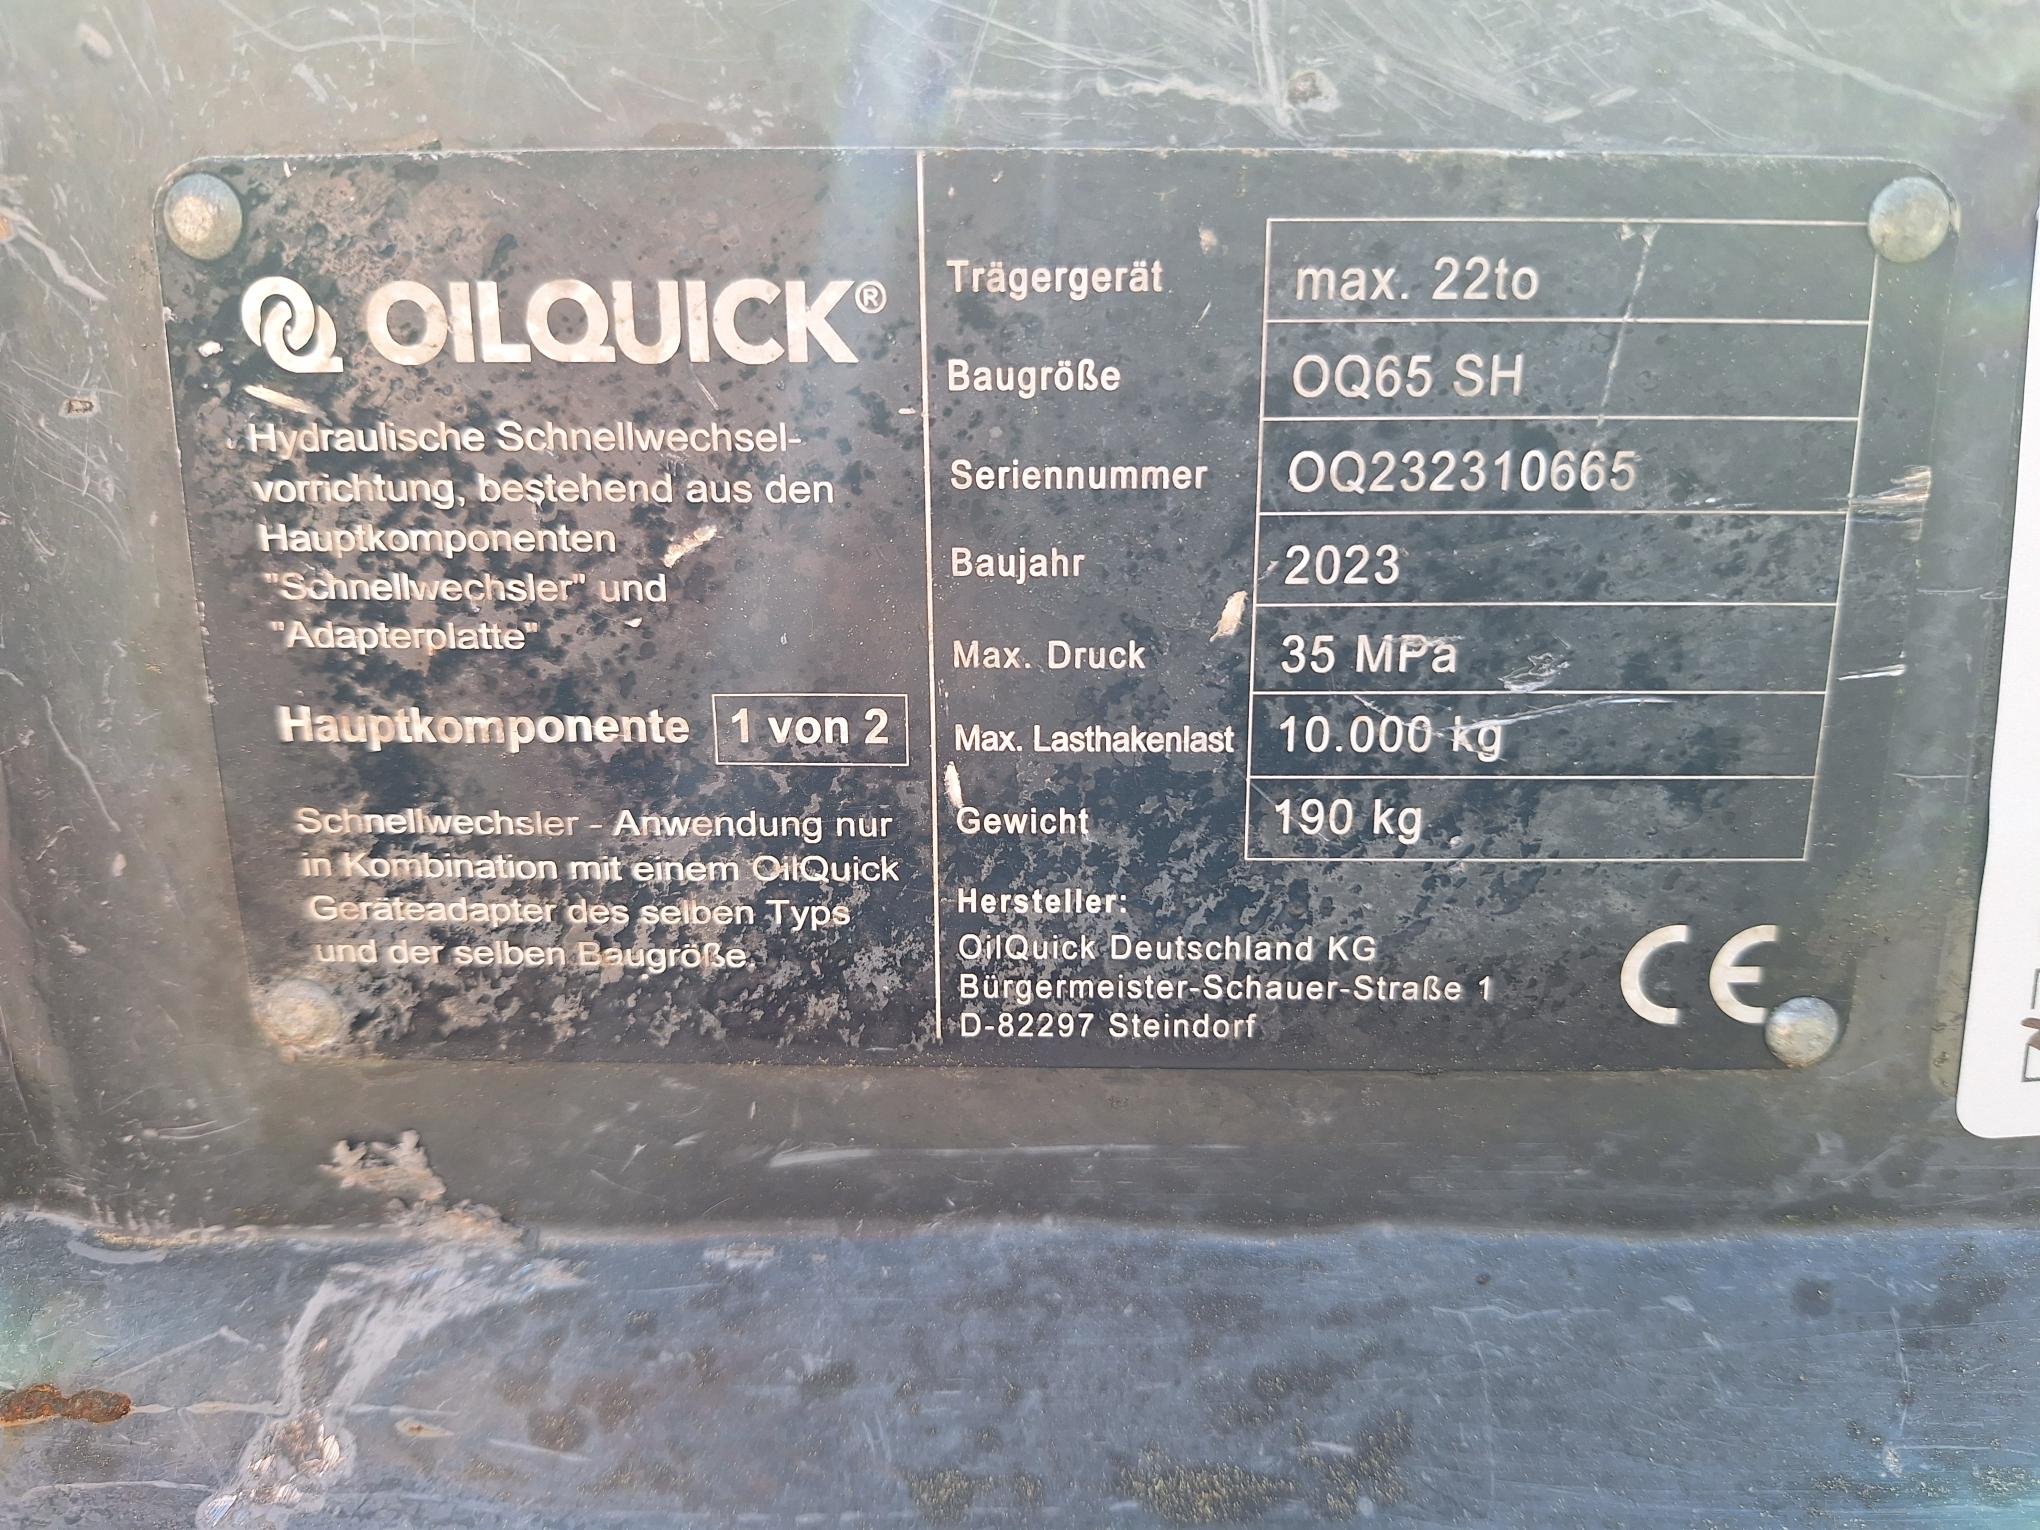 OILQUICK®
Hydraulische Schnellwechsel-
vorrichtung, bestehend aus den
Hauptkomponenten
"Schnellwechsler" und
"Adapterplatte"
Hauptkomponente 1 von 2
Schnellwechsler - Anwendung nur
in Kombination mit einem OilQuick
Geräteadapter des selben Typs
und der selben Baugröße.
Trägergerät max. 22to
Baugröße OQ65 SH
Seriennummer OQ232310665
Baujahr 2023
Max. Druck 35 MPa
Max. Lasthakenlast 10.000 kg
Gewicht 190 kg
Hersteller:
OilQuick Deutschland KG
Bürgermeister-Schauer-Straße 1
D-82297 Steindorf
CE